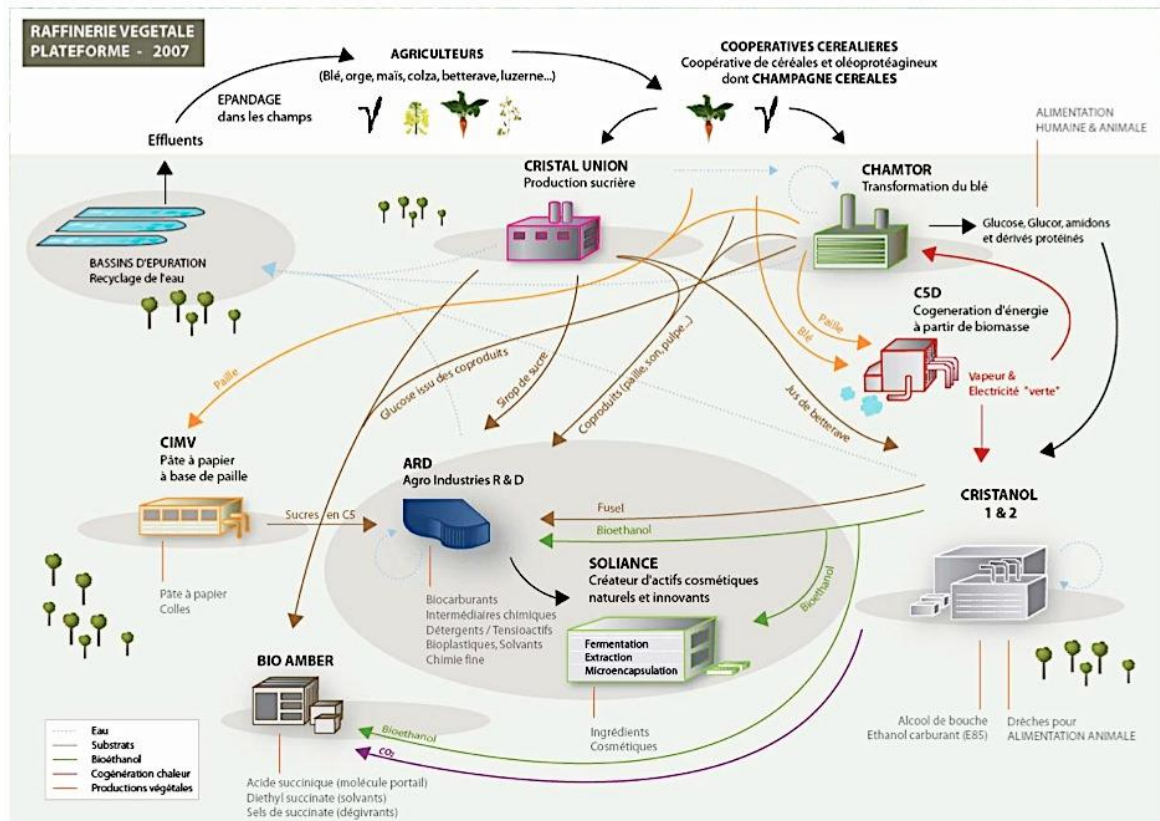 RAFFINERIE VEGETALE
PLATEFORME - 2007
AGRICULTEURS
(Blé, orge, maïs, colza, betterave, luzerne...)
COOPERATIVES CEREALIERES
Coopérative de céréales et oléoprotéagineux
dont CHAMPAGNE CEREALES
EPANDAGE
dans les champs
Effluents
ALIMENTATION
HUMAINE & ANIMALE
CRISTAL UNION
Production sucrière
CHAMTOR
Transformation du blé
Glucose, Glucor, amidons
et dérivés protéinés
BASSINS D'EPURATION
Recyclage de l'eau
C5D
Cogeneration d'énergie
à partir de biomasse
Paille
Blé
Paille
Glucose issu des coproduits
Sirop de sucre
Coproduits (paille, son, pulpe...)
Jus de betterave
Vapeur &
Electricité "verte"
CIMV
Pâte à papier
à base de paille
ARD
Agro Industries R & D
CRISTANOL
1 & 2
Sucres en C5
Fusel
Bioethanol
SOLIANCE
Créateur d'actifs cosmétiques
naturels et innovants
Bioethanol
Pâte à papier
Colles
Biocarburants
Intermédiaires chimiques
Détergents / Tensioactifs
Bioplastiques, Solvants
Chimie fine
Fermentation
Extraction
Microencapsulation
BIO AMBER
Ingrédients
Cosmétiques
Alcool de bouche
Ethanol carburant (E85)
Drèches pour
ALIMENTATION ANIMALE
Bioethanol
CO₂
Eau
Substrats
Bioéthanol
Cogénération chaleur
Productions végétales
Acide succinique (molécule portail)
Diethyl succinate (solvants)
Sels de succinate (dégivrants)